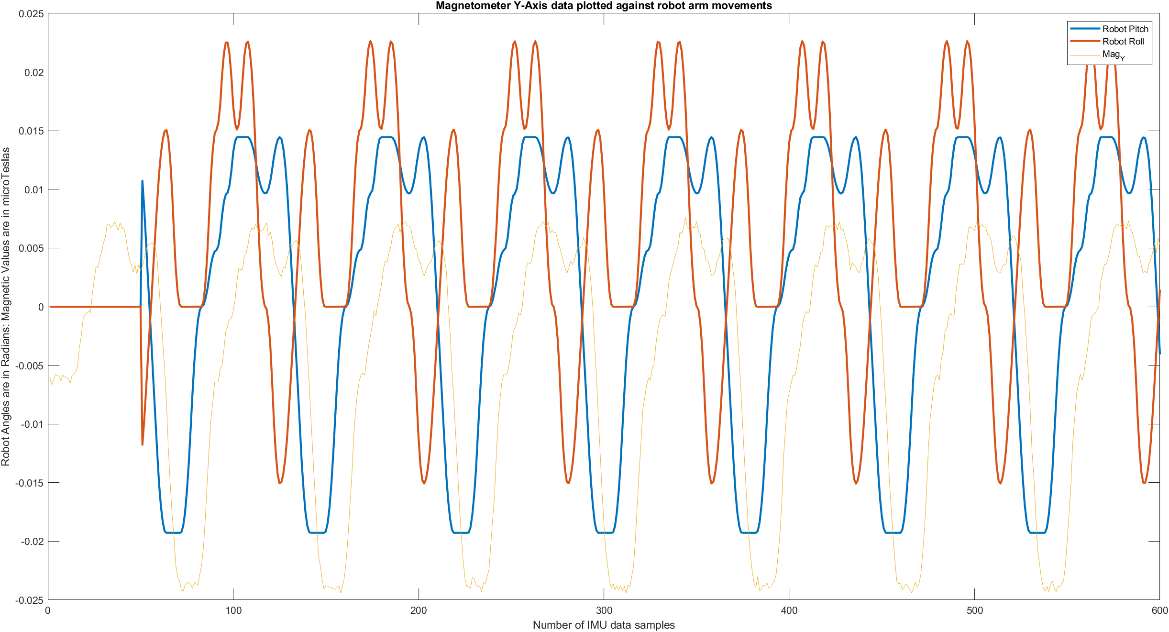 Magnetometer Y-Axis data plotted against robot arm movements
Robot Angles are in Radians: Magnetic Values are in microTeslas
0.025
0.02
0.015
0.01
0.005
0
-0.005
-0.01
-0.015
-0.02
-0.025
Robot Pitch
Robot Roll
Mag_Y
0 100 200 300 400 500 600
Number of IMU data samples